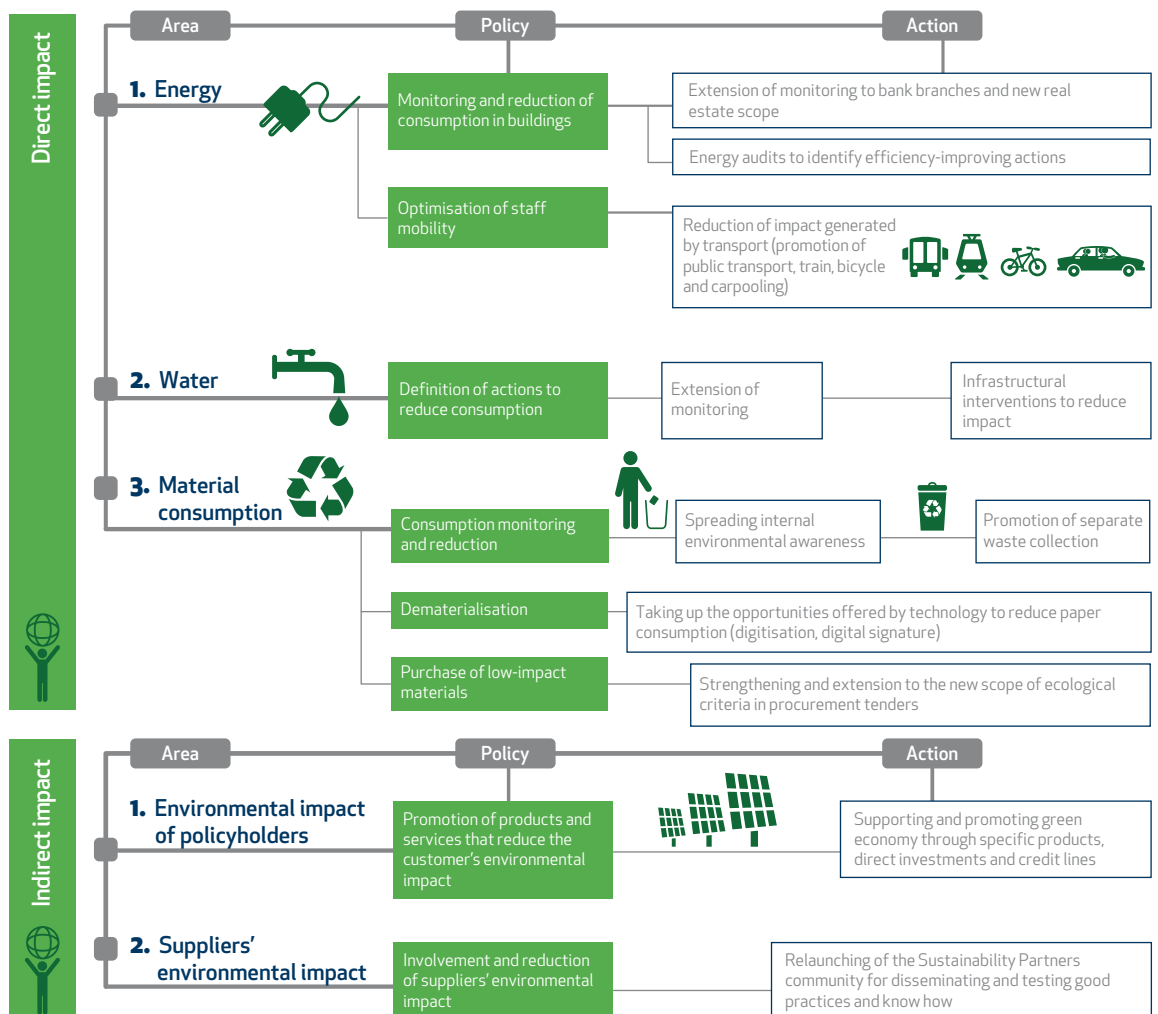 Direct impact
Area
Policy
Action
1. Energy
Monitoring and reduction of
consumption in buildings
Extension of monitoring to bank branches and new real
estate scope
Energy audits to identify efficiency-improving actions
Optimisation of staff
mobility
Reduction of impact generated
by transport (promotion of
public transport, train, bicycle
and carpooling)
2. Water
Definition of actions to
reduce consumption
Extension of
monitoring
Infrastructural
interventions to reduce
impact
3. Material
consumption
Consumption monitoring
and reduction
Spreading internal
environmental awareness
Promotion of separate
waste collection
Dematerialisation
Taking up the opportunities offered by technology to reduce paper
consumption (digitisation, digital signature)
Purchase of low-impact
materials
Strengthening and extension to the new scope of ecological
criteria in procurement tenders
Indirect impact
Area
Policy
Action
1. Environmental impact
of policyholders
Promotion of products and
services that reduce the
customer's environmental
impact
Supporting and promoting green
economy through specific products,
direct investments and credit lines
2. Suppliers'
environmental impact
Involvement and reduction
of suppliers' environmental
impact
Relaunching of the Sustainability Partners
community for disseminating and testing good
practices and know how